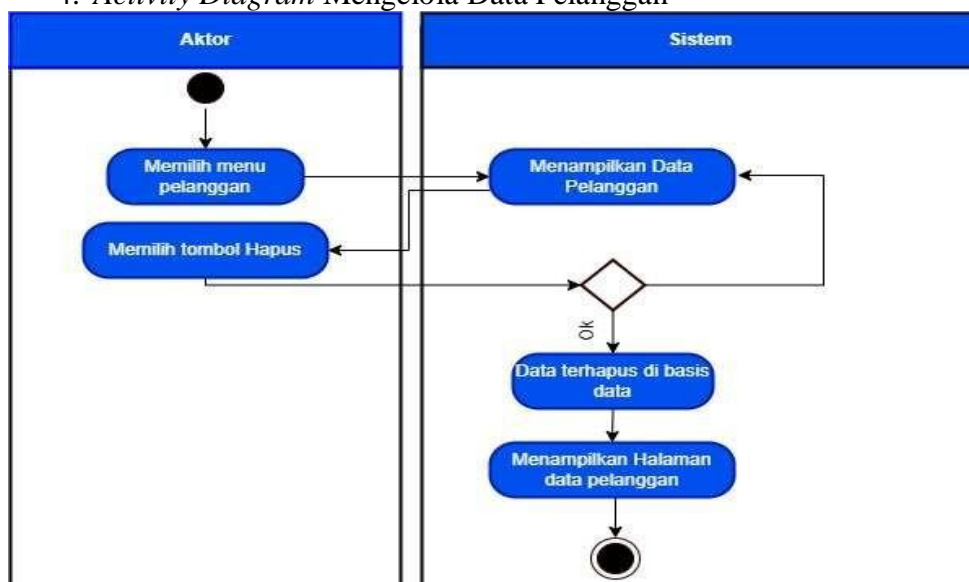 4. Activity Diagram Mengelola Data Pelanggan
Aktor
Sistem
Memilih menu
pelanggan
Menampilkan Data
Pelanggan
Memilih tombol Hapus
Ok
Data terhapus di basis
data
Menampilkan Halaman
data pelanggan